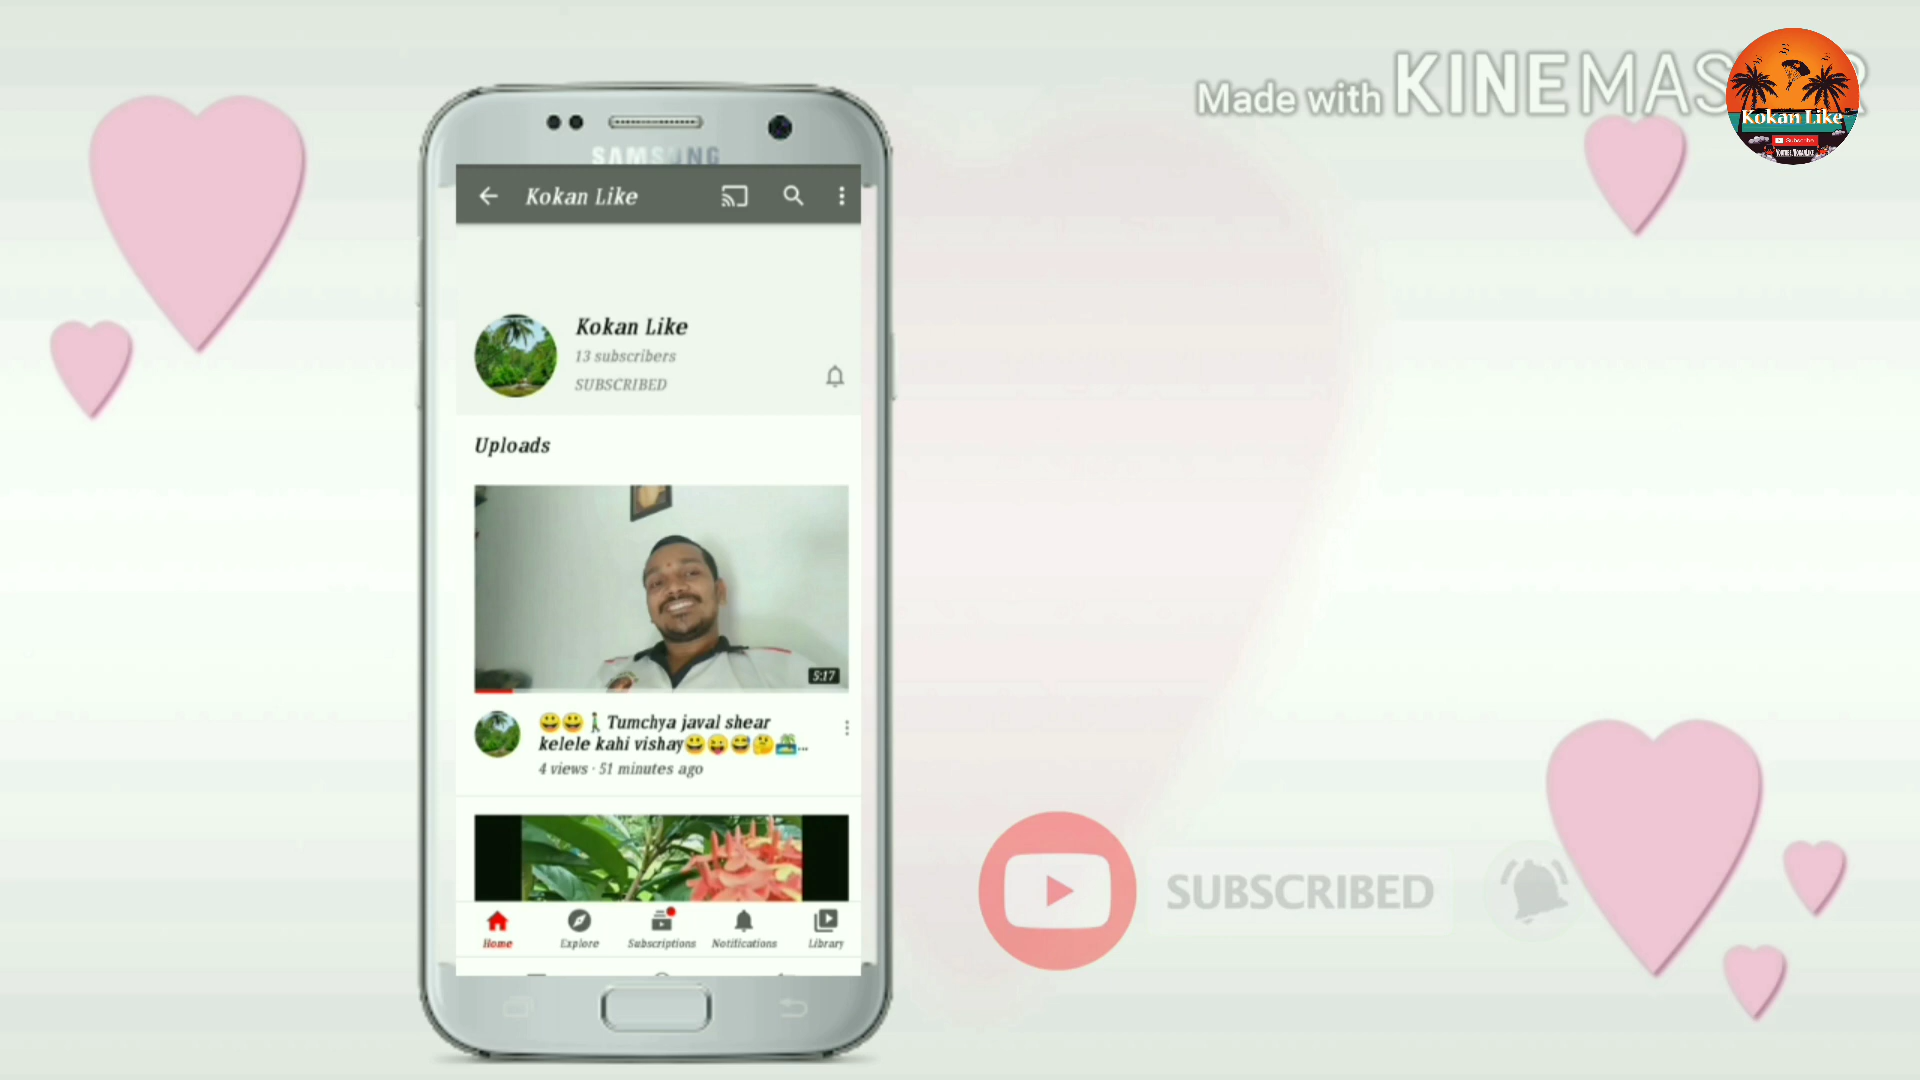 Made with KINEMAS
Kokan Like
Subscribe
SAMSUNG
Kokan Like
Kokan Like
13 subscribers
SUBSCRIBED
Uploads
5:17
😀😀🚶Tumchya javal shear
kelele kahi vishay😀😜😅🤔🏝...
4 views · 51 minutes ago
Home
Explore
Subscriptions
Notifications
Library
SUBSCRIBED